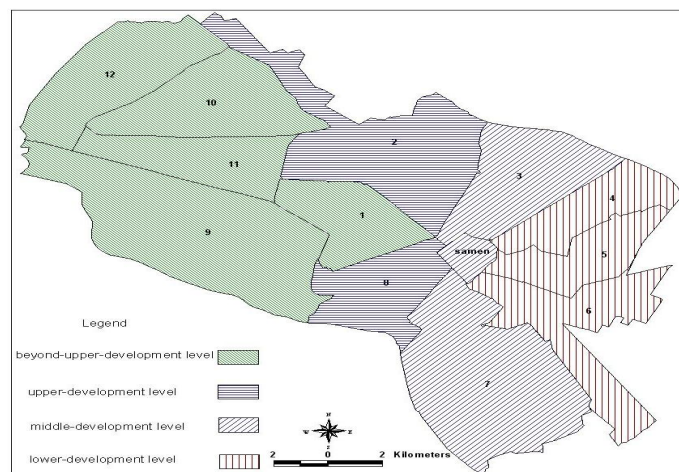 12
10
2
11
3
4
1
9
samen
5
8
6
7
Legend
beyond-upper-development level
upper-development level
middle-development level
lower-development level
N
W E
S
2 0 2 Kilometers